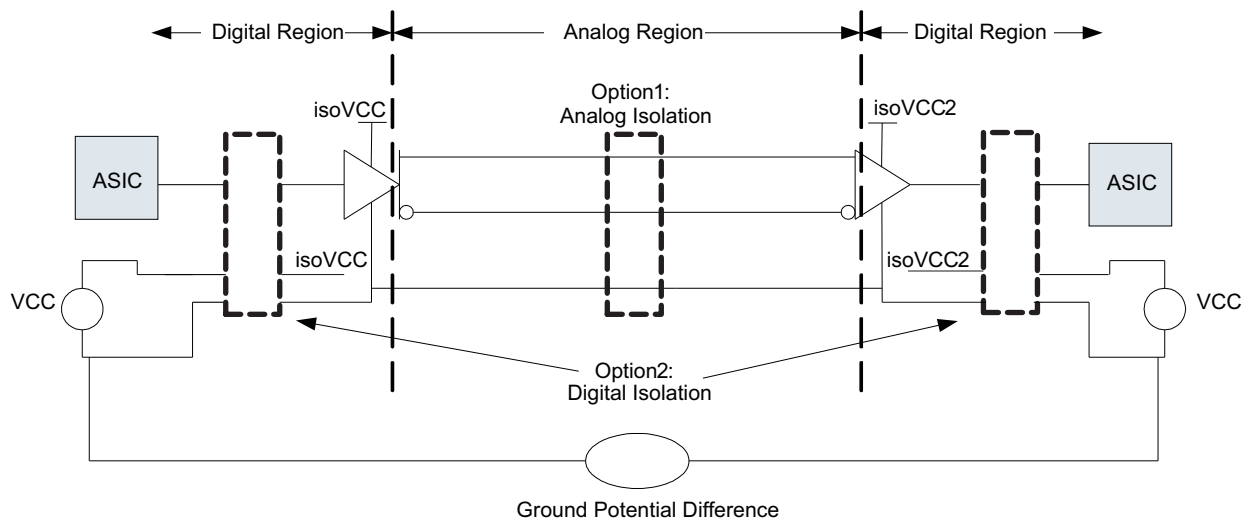 Digital Region
Analog Region
Digital Region
Option1:
Analog Isolation
isoVCC
isoVCC2
ASIC
ASIC
isoVCC
isoVCC2
VCC
VCC
Option2:
Digital Isolation
Ground Potential Difference